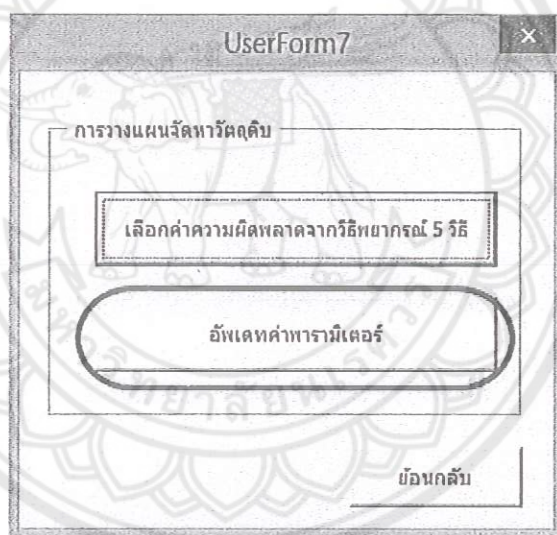 UserForm7
การวางแผนจัดหาวัตถุดิบ
เลือกค่าความผิดพลาดจากวิธีพยากรณ์ 5 วิธี
อัพเดทค่าพารามิเตอร์
ย้อนกลับ